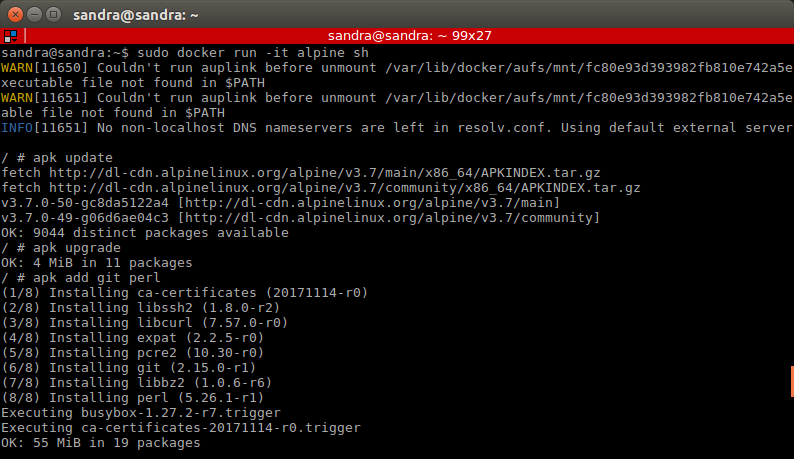 sandra@sandra: ~
sandra@sandra: ~ 99x27
sandra@sandra:~$ sudo docker run -it alpine sh
WARN[11650] Couldn't run auplink before unmount /var/lib/docker/aufs/mnt/fc80e93d393982fb810e742a5e
xecutable file not found in $PATH
WARN[11651] Couldn't run auplink before unmount /var/lib/docker/aufs/mnt/fc80e93d393982fb810e742a5e
able file not found in $PATH
INFO[11651] No non-localhost DNS nameservers are left in resolv.conf. Using default external server
/ # apk update
fetch http://dl-cdn.alpinelinux.org/alpine/v3.7/main/x86_64/APKINDEX.tar.gz
fetch http://dl-cdn.alpinelinux.org/alpine/v3.7/community/x86_64/APKINDEX.tar.gz
v3.7.0-50-gc8da5122a4 [http://dl-cdn.alpinelinux.org/alpine/v3.7/main]
v3.7.0-49-g06d6ae04c3 [http://dl-cdn.alpinelinux.org/alpine/v3.7/community]
OK: 9044 distinct packages available
/ # apk upgrade
OK: 4 MiB in 11 packages
/ # apk add git perl
(1/8) Installing ca-certificates (20171114-r0)
(2/8) Installing libssh2 (1.8.0-r2)
(3/8) Installing libcurl (7.57.0-r0)
(4/8) Installing expat (2.2.5-r0)
(5/8) Installing pcre2 (10.30-r0)
(6/8) Installing git (2.15.0-r1)
(7/8) Installing libbz2 (1.0.6-r6)
(8/8) Installing perl (5.26.1-r1)
Executing busybox-1.27.2-r7.trigger
Executing ca-certificates-20171114-r0.trigger
OK: 55 MiB in 19 packages